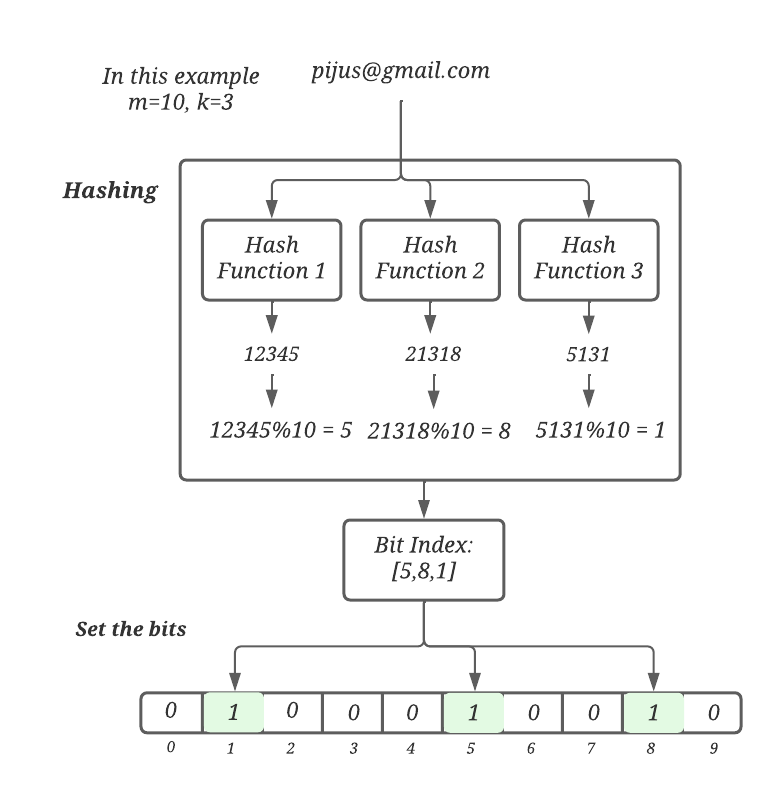 In this example
m=10, k=3
pijus@gmail.com
Hashing
Hash
Function 1
Hash
Function 2
Hash
Function 3
12345
21318
5131
12345%10 = 5
21318%10 = 8
5131%10 = 1
Bit Index:
[5,8,1]
Set the bits
0 1 0 0 0 1 0 0 1 0
0 1 2 3 4 5 6 7 8 9